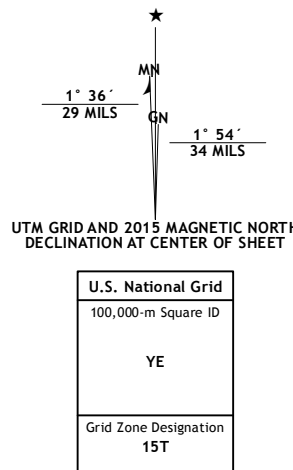 ★
MN
1° 36´
29 MILS
GN
1° 54´
34 MILS
UTM GRID AND 2015 MAGNETIC NORTH
DECLINATION AT CENTER OF SHEET
U.S. National Grid
100,000-m Square ID
YE
Grid Zone Designation
15T